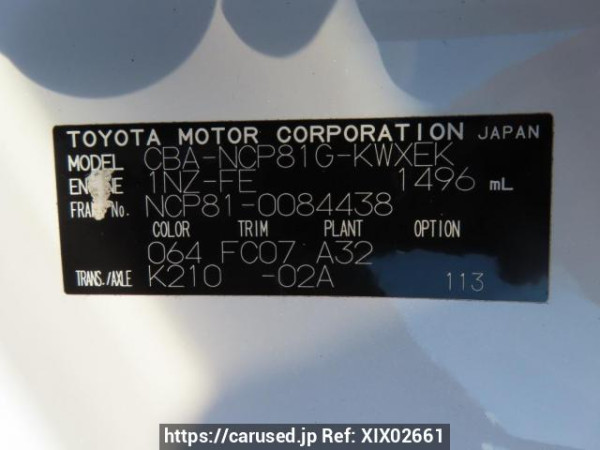 TOYOTA MOTOR CORPORATION JAPAN
MODEL CBA-NCP81G-KWXEK
ENGINE 1NZ-FE 1496 mL
FRAME No. NCP81-0084438
COLOR TRIM PLANT OPTION
064 FC07 A32
TRANS./AXLE K210 -02A 113
https://carused.jp Ref: XIX02661